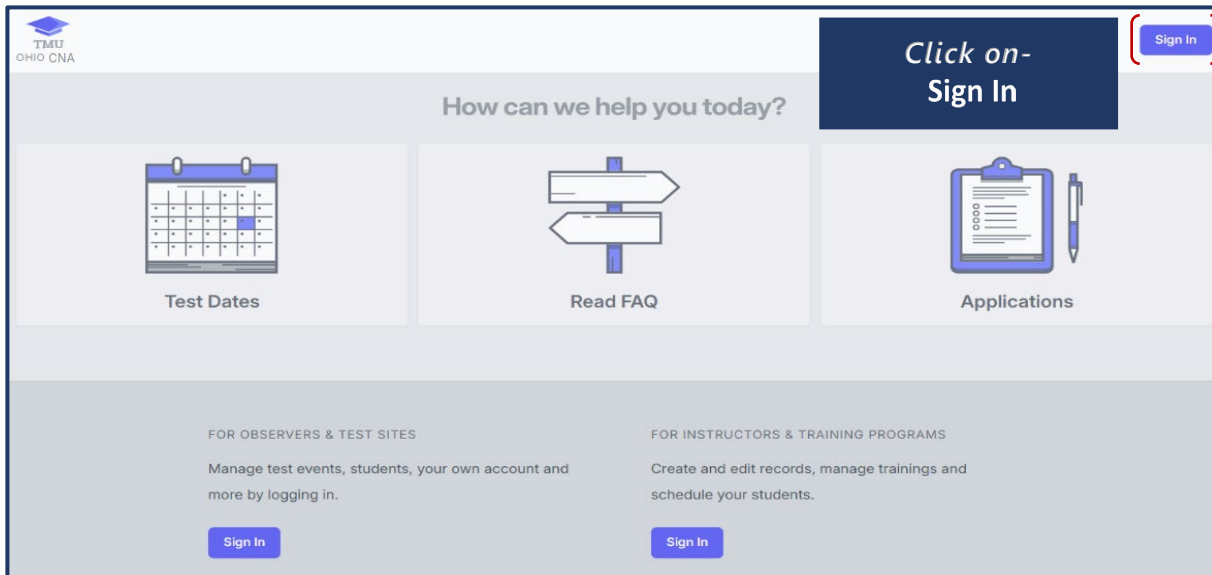 TMU
OHIO CNA
Click on-
Sign In
Sign In
How can we help you today?
Test Dates
Read FAQ
Applications
FOR OBSERVERS & TEST SITES
Manage test events, students, your own account and
more by logging in.
Sign In
FOR INSTRUCTORS & TRAINING PROGRAMS
Create and edit records, manage trainings and
schedule your students.
Sign In